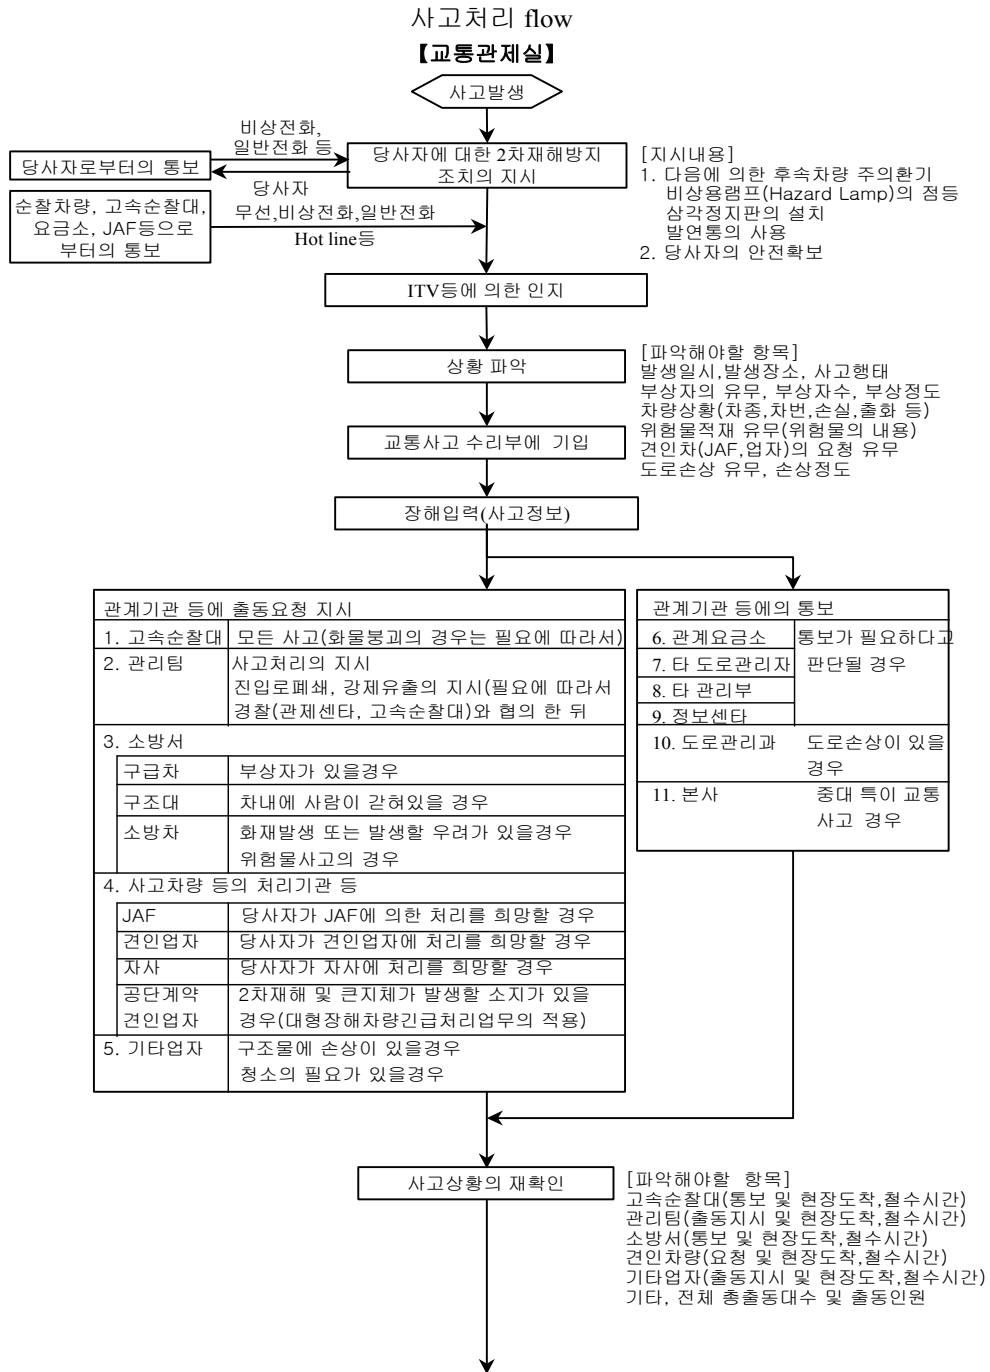 사고처리 flow
【교통관제실】
사고발생
비상전화,
일반전화 등
당사자로부터의 통보
당사자에 대한 2차재해방지
조치의 지시
당사자
[지시내용]
1. 다음에 의한 후속차량 주의환기
비상용램프(Hazard Lamp)의 점등
삼각정지판의 설치
발연통의 사용
2. 당사자의 안전확보
순찰차량, 고속순찰대,
요금소, JAF등으로
부터의 통보
무선,비상전화,일반전화
Hot line등
ITV등에 의한 인지
상황 파악
[파악해야할 항목]
발생일시,발생장소, 사고행태
부상자의 유무, 부상자수, 부상정도
차량상황(차종,차번,손실,출화 등)
위험물적재 유무(위험물의 내용)
견인차(JAF,업자)의 요청 유무
도로손상 유무, 손상정도
교통사고 수리부에 기입
장해입력(사고정보)
관계기관 등에 출동요청 지시
1. 고속순찰대 모든 사고(화물붕괴의 경우는 필요에 따라서)
2. 관리팀 사고처리의 지시
진입로폐쇄, 강제유출의 지시(필요에 따라서
경찰(관제센타, 고속순찰대)와 협의 한 뒤
3. 소방서
구급차 부상자가 있을경우
구조대 차내에 사람이 갇혀있을 경우
소방차 화재발생 또는 발생할 우려가 있을경우
위험물사고의 경우
4. 사고차량 등의 처리기관 등
JAF 당사자가 JAF에 의한 처리를 희망할 경우
견인업자 당사자가 견인업자에 처리를 희망할 경우
자사 당사자가 자사에 처리를 희망할 경우
공단계약 2차재해 및 큰지체가 발생할 소지가 있을
견인업자 경우(대형장해차량긴급처리업무의 적용)
5. 기타업자 구조물에 손상이 있을경우
청소의 필요가 있을경우
관계기관 등에의 통보
6. 관계요금소 통보가 필요하다고
7. 타 도로관리자 판단될 경우
8. 타 관리부
9. 정보센타
10. 도로관리과 도로손상이 있을
경우
11. 본사 중대 특이 교통
사고 경우
사고상황의 재확인
[파악해야할 항목]
고속순찰대(통보 및 현장도착,철수시간)
관리팀(출동지시 및 현장도착,철수시간)
소방서(통보 및 현장도착,철수시간)
견인차량(요청 및 현장도착,철수시간)
기타업자(출동지시 및 현장도착,철수시간)
기타, 전체 총출동대수 및 출동인원